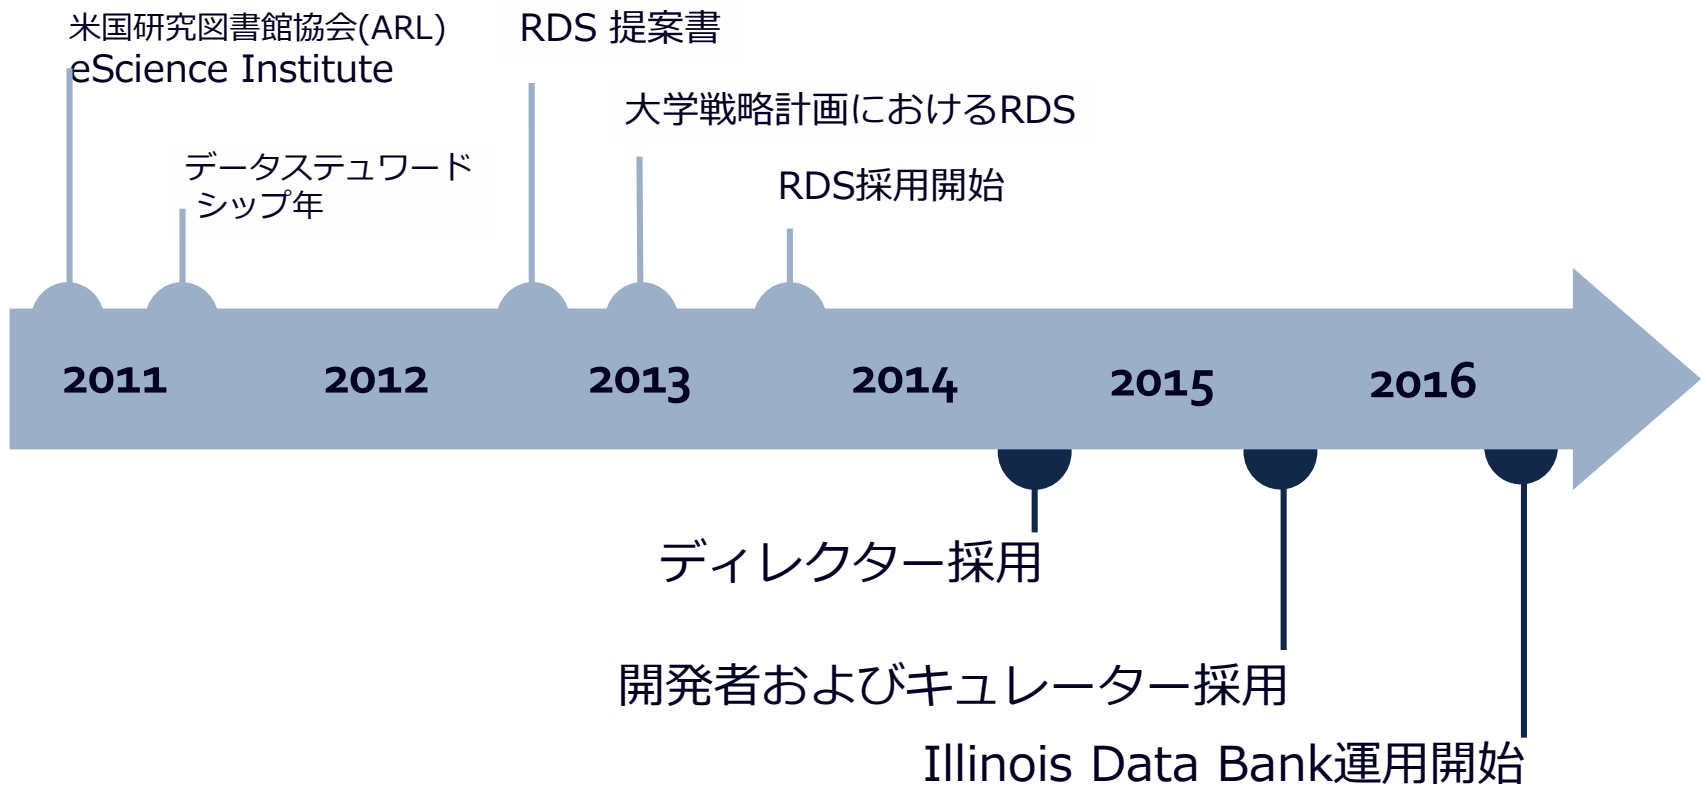 米国研究図書館協会(ARL)
eScience Institute
RDS 提案書
大学戦略計画におけるRDS
データステュワード
シップ年
RDS採用開始
2011
2012
2013
2014
2015
2016
ディレクター採用
開発者およびキュレーター採用
Illinois Data Bank運用開始